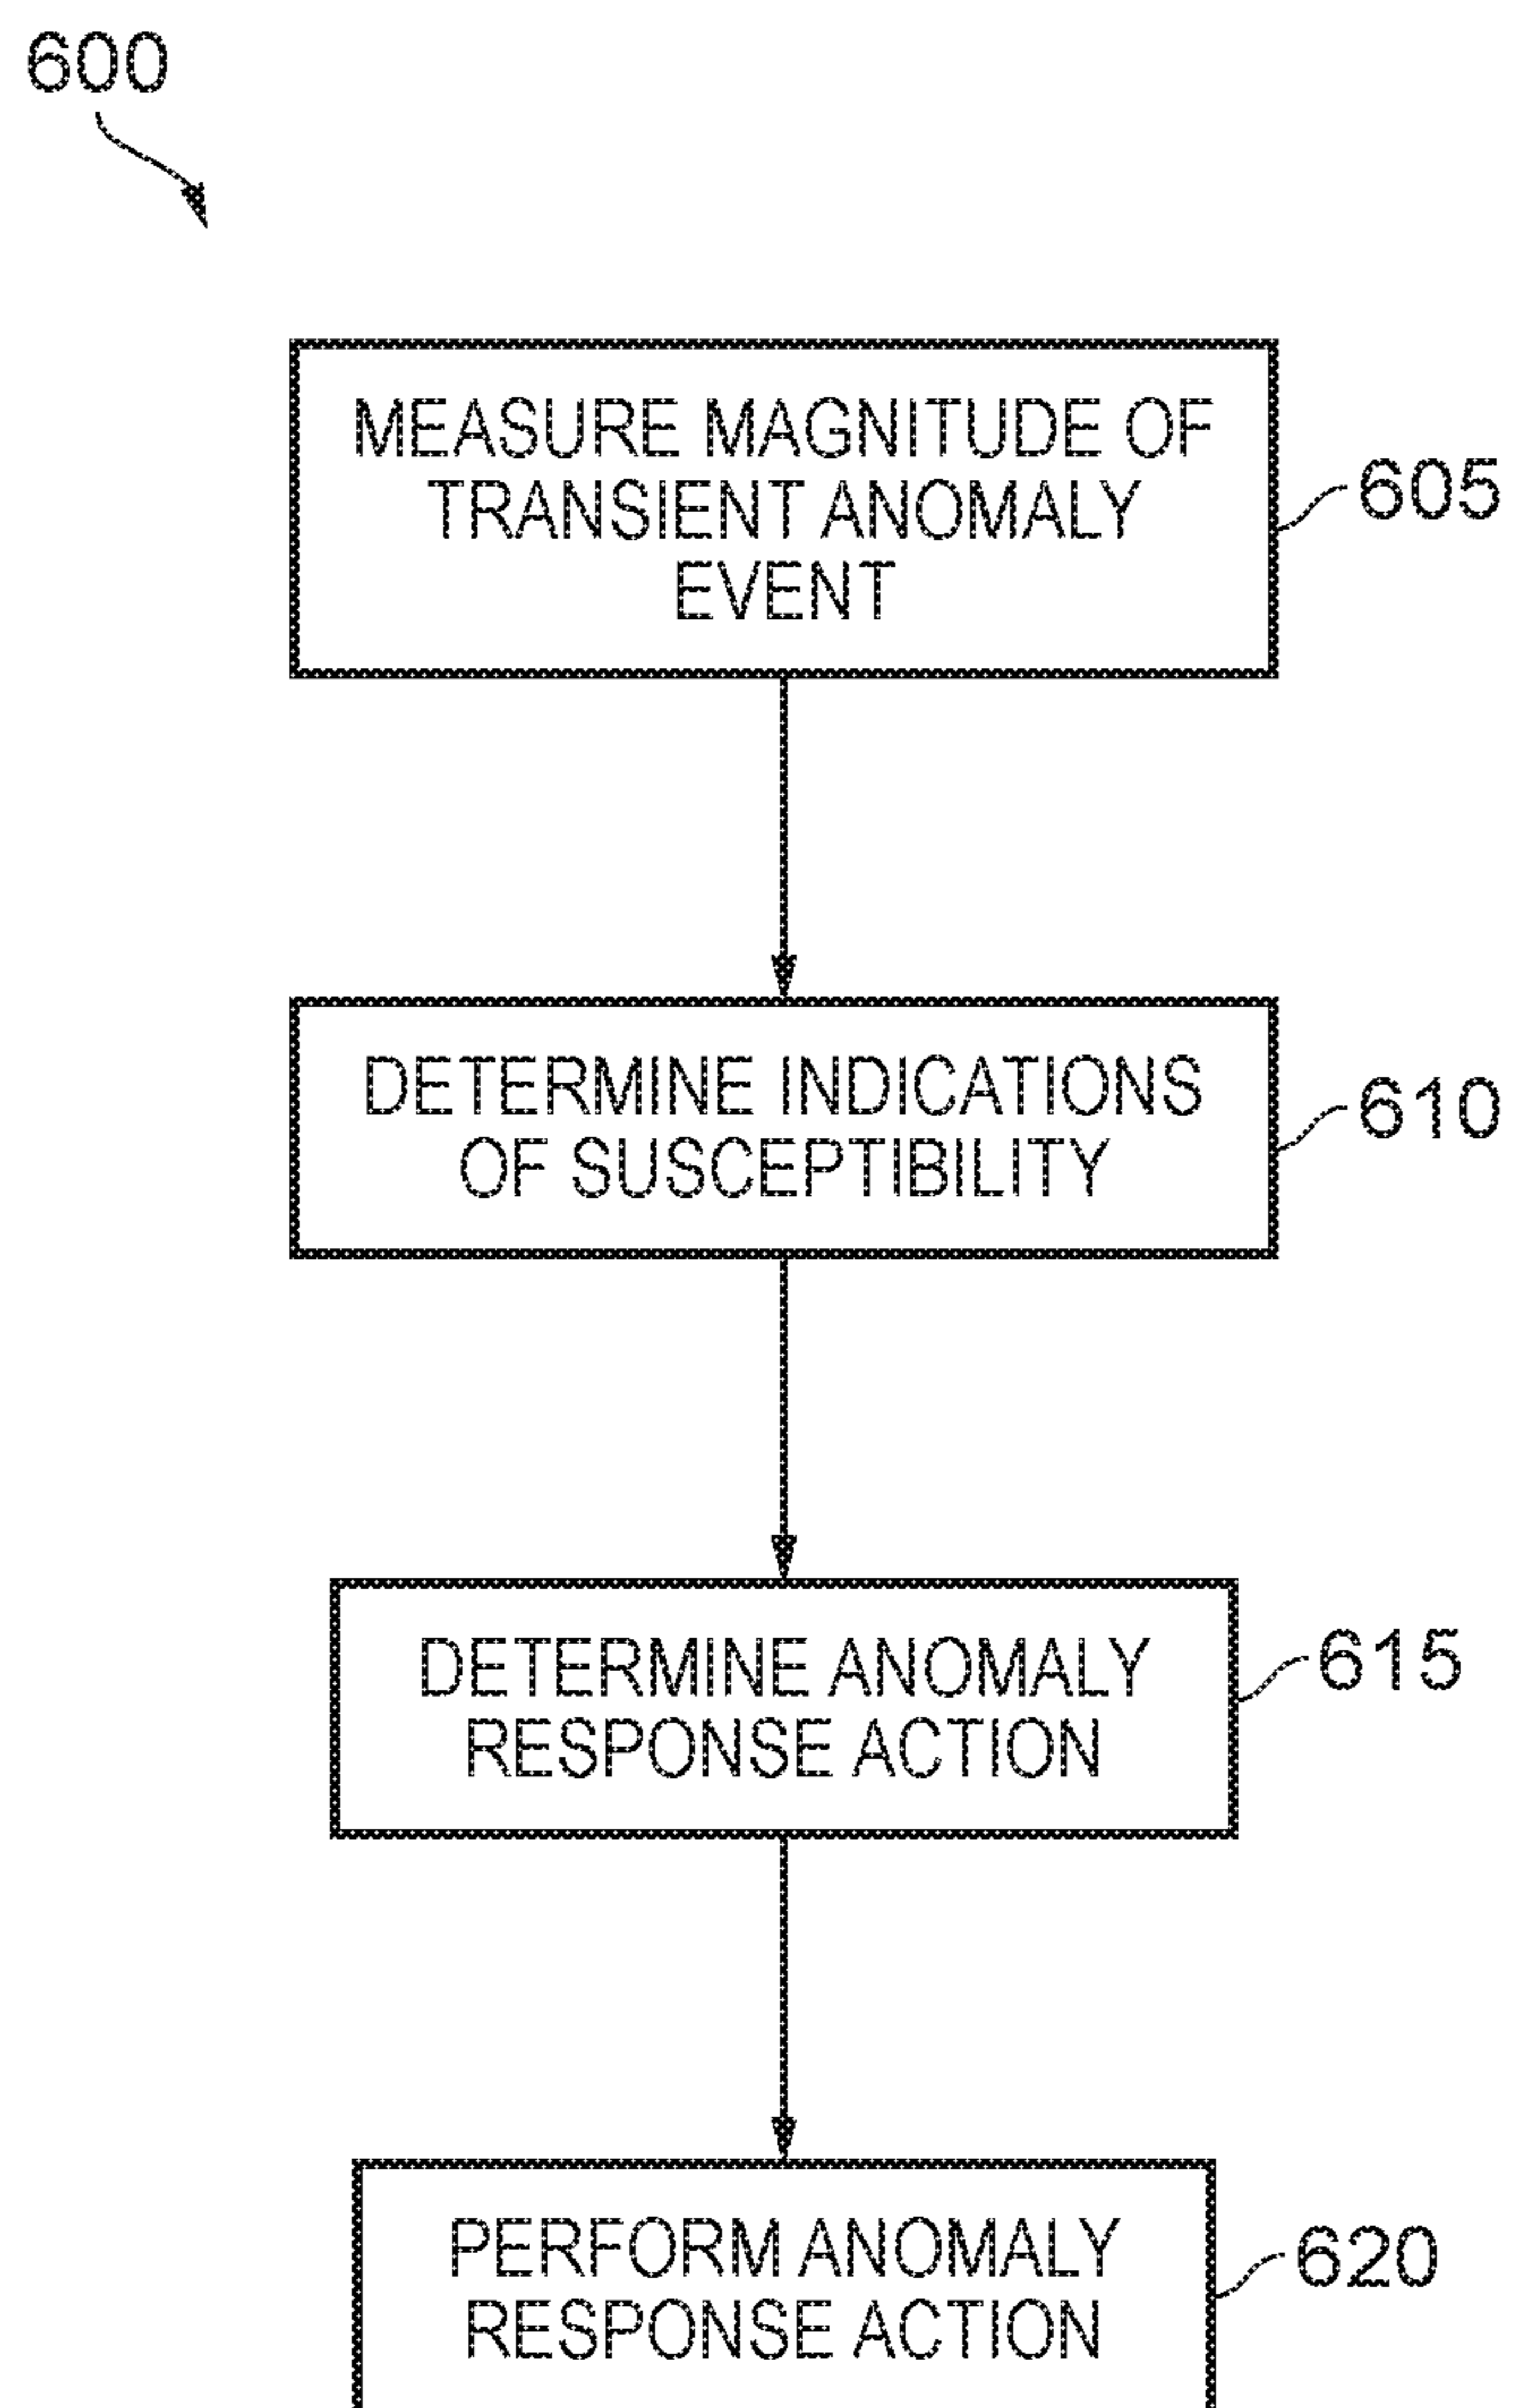 600
MEASURE MAGNITUDE OF
TRANSIENT ANOMALY
EVENT
605
DETERMINE INDICATIONS
OF SUSCEPTIBILITY
610
DETERMINE ANOMALY
RESPONSE ACTION
615
PERFORM ANOMALY
RESPONSE ACTION
620